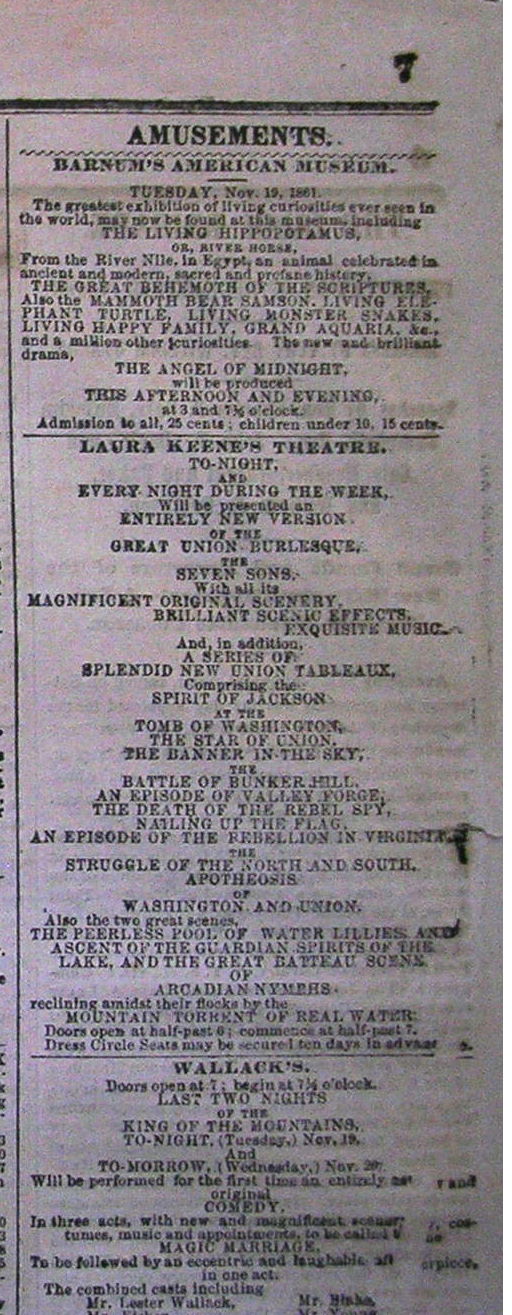 7
AMUSEMENTS.
BARNUM'S AMERICAN MUSEUM.
TUESDAY, Nov. 19, 1861.
The greatest exhibition of living curiosities ever seen in
the world, may now be found at this museum, including
THE LIVING HIPPOPOTAMUS,
OR, RIVER HORSE,
From the River Nile, in Egypt, an animal celebrated in
ancient and modern, sacred and profane history,
THE GREAT BEHEMOTH OF THE SCRIPTURES,
Also the MAMMOTH BEAR SAMSON, LIVING ELE-
PHANT TURTLE, LIVING MONSTER SNAKES,
LIVING HAPPY FAMILY, GRAND AQUARIA, &c.,
and a million other curiosities. The new and brilliant
drama,
THE ANGEL OF MIDNIGHT,
will be produced
THIS AFTERNOON AND EVENING,
at 3 and 7½ o'clock.
Admission to all, 25 cents; children under 10, 15 cents.
LAURA KEENE'S THEATRE.
TO-NIGHT,
AND
EVERY NIGHT DURING THE WEEK,
Will be presented an
ENTIRELY NEW VERSION
OF THE
GREAT UNION BURLESQUE,
THE
SEVEN SONS,
With all its
MAGNIFICENT ORIGINAL SCENERY,
BRILLIANT SCENIC EFFECTS,
EXQUISITE MUSIC.
And, in addition,
A SERIES OF
SPLENDID NEW UNION TABLEAUX,
Comprising the
SPIRIT OF JACKSON
AT THE
TOMB OF WASHINGTON,
THE STAR OF UNION,
THE BANNER IN THE SKY,
THE
BATTLE OF BUNKER HILL,
AN EPISODE OF VALLEY FORGE,
THE DEATH OF THE REBEL SPY,
NAILING UP THE FLAG,
AN EPISODE OF THE REBELLION IN VIRGINIA,
THE
STRUGGLE OF THE NORTH AND SOUTH,
APOTHEOSIS
OF
WASHINGTON AND UNION.
Also the two great scenes,
THE PEERLESS POOL OF WATER LILLIES, AND
ASCENT OF THE GUARDIAN SPIRITS OF THE
LAKE, AND THE GREAT BATTEAU SCENE
OF
ARCADIAN NYMPHS
reclining amidst their flocks by the
MOUNTAIN TORRENT OF REAL WATER.
Doors open at half-past 6; commence at half-past 7.
Dress Circle Seats may be secured ten days in advance.
WALLACK'S.
Doors open at 7; begin at 7½ o'clock.
LAST TWO NIGHTS
OF THE
KING OF THE MOUNTAINS,
TO-NIGHT, (Tuesday,) Nov. 19,
And
TO-MORROW, (Wednesday,) Nov. 20.
Will be performed for the first time an entirely new and
original
COMEDY,
In three acts, with new and magnificent scenery, cos-
tumes, music and appointments, to be called the
MAGIC MARRIAGE,
To be followed by an eccentric and laughable afterpiece,
in one act.
The combined casts including
Mr. Lester Wallack, Mr. Blake,